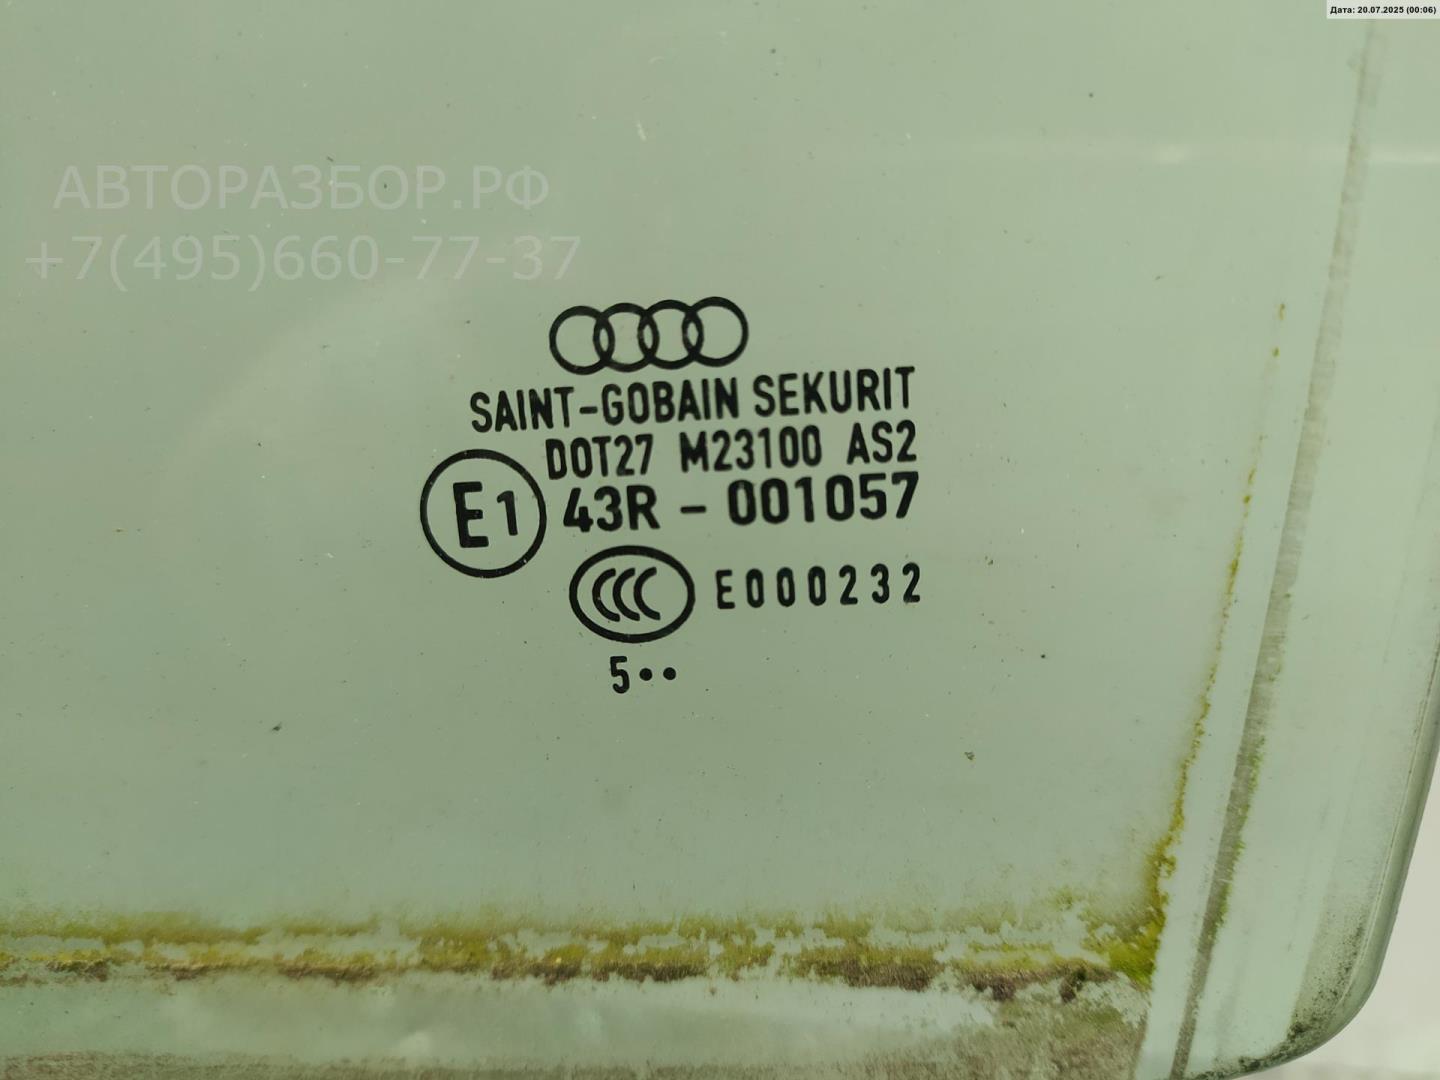 Дата: 20.07.2025 (00:06)
АВТОРАЗБОР.РФ
+7(495)660-77-37
SAINT-GOBAIN SEKURIT
DOT27 M23100 AS2
E1 43R - 001057
CCC E000232
5••